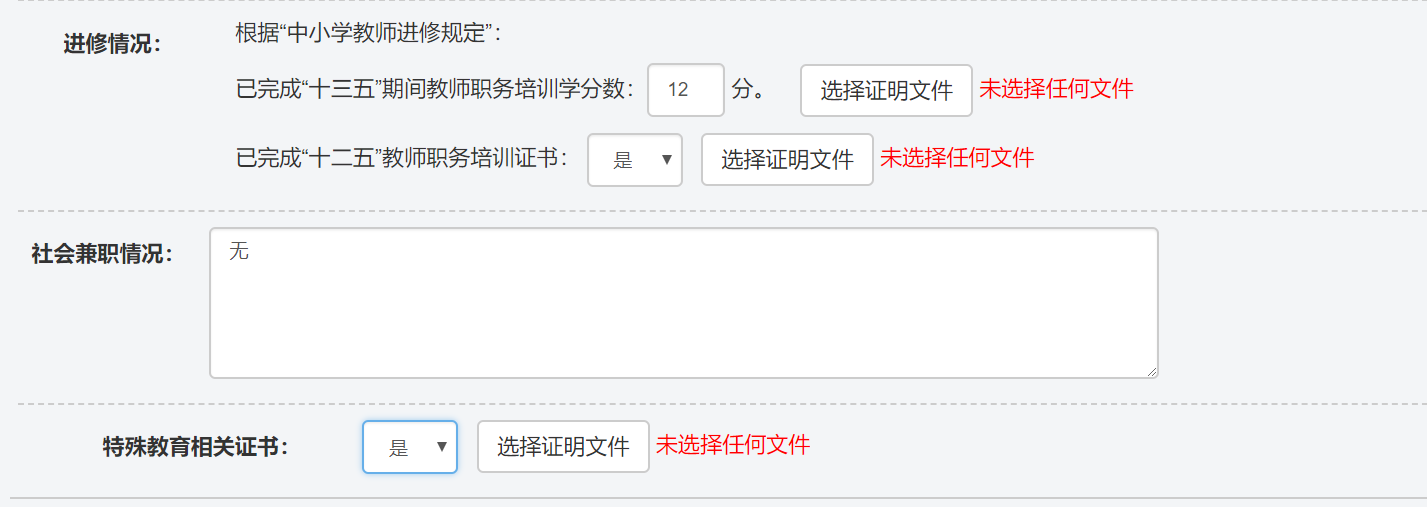 进修情况：
根据“中小学教师进修规定”：
已完成“十三五”期间教师职务培训学分数： 12 分。 选择证明文件 未选择任何文件
已完成“十二五”教师职务培训证书： 是 选择证明文件 未选择任何文件
社会兼职情况： 无
特殊教育相关证书： 是 选择证明文件 未选择任何文件